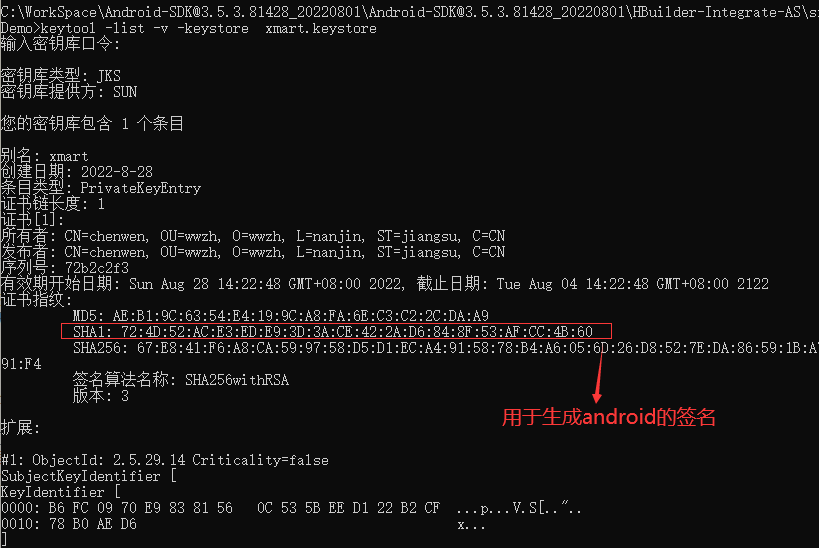 C:\WorkSpace\Android-SDK@3.5.3.81428_20220801\Android-SDK@3.5.3.81428_20220801\HBuilder-Integrate-AS\s
Demo>keytool -list -v -keystore  xmart.keystore
输入密钥库口令:
密钥库类型: JKS
密钥库提供方: SUN
您的密钥库包含 1 个条目
别名: xmart
创建日期: 2022-8-28
条目类型: PrivateKeyEntry
证书链长度: 1
证书[1]:
所有者: CN=chenwen, OU=wwzh, O=wwzh, L=nanjin, ST=jiangsu, C=CN
发布者: CN=chenwen, OU=wwzh, O=wwzh, L=nanjin, ST=jiangsu, C=CN
序列号: 72b2c2f3
有效期开始日期: Sun Aug 28 14:22:48 GMT+08:00 2022, 截止日期: Tue Aug 04 14:22:48 GMT+08:00 2122
证书指纹:
MD5: AE:B1:9C:63:54:E4:19:9C:A8:FA:6E:C3:C2:2C:DA:A9
SHA1: 72:4D:52:AC:E3:ED:E9:3D:3A:CE:42:2A:D6:84:8F:53:AF:CC:4B:60
SHA256: 67:E8:41:F6:A8:CA:59:97:58:D5:D1:EC:A4:91:58:78:B4:A6:05:6D:26:D8:52:7E:DA:86:59:1B:A
91:F4
签名算法名称: SHA256withRSA
版本: 3
用于生成android的签名
扩展:
#1: ObjectId: 2.5.29.14 Criticality=false
SubjectKeyIdentifier [
KeyIdentifier [
0000: B6 FC 09 70 E9 83 81 56   0C 53 5B EE D1 22 B2 CF  ...p...V.S[.."..
0010: 78 B0 AE D6                                        x...
]